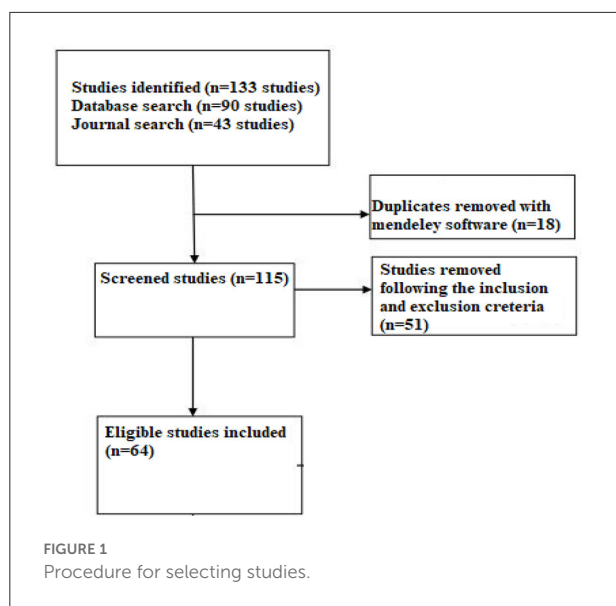 Studies identified (n=133 studies)
Database search (n=90 studies)
Journal search (n=43 studies)
Duplicates removed with
mendeley software (n=18)
Screened studies (n=115)
Studies removed
following the inclusion
and exclusion creteria
(n=51)
Eligible studies included
(n=64)
FIGURE 1
Procedure for selecting studies.